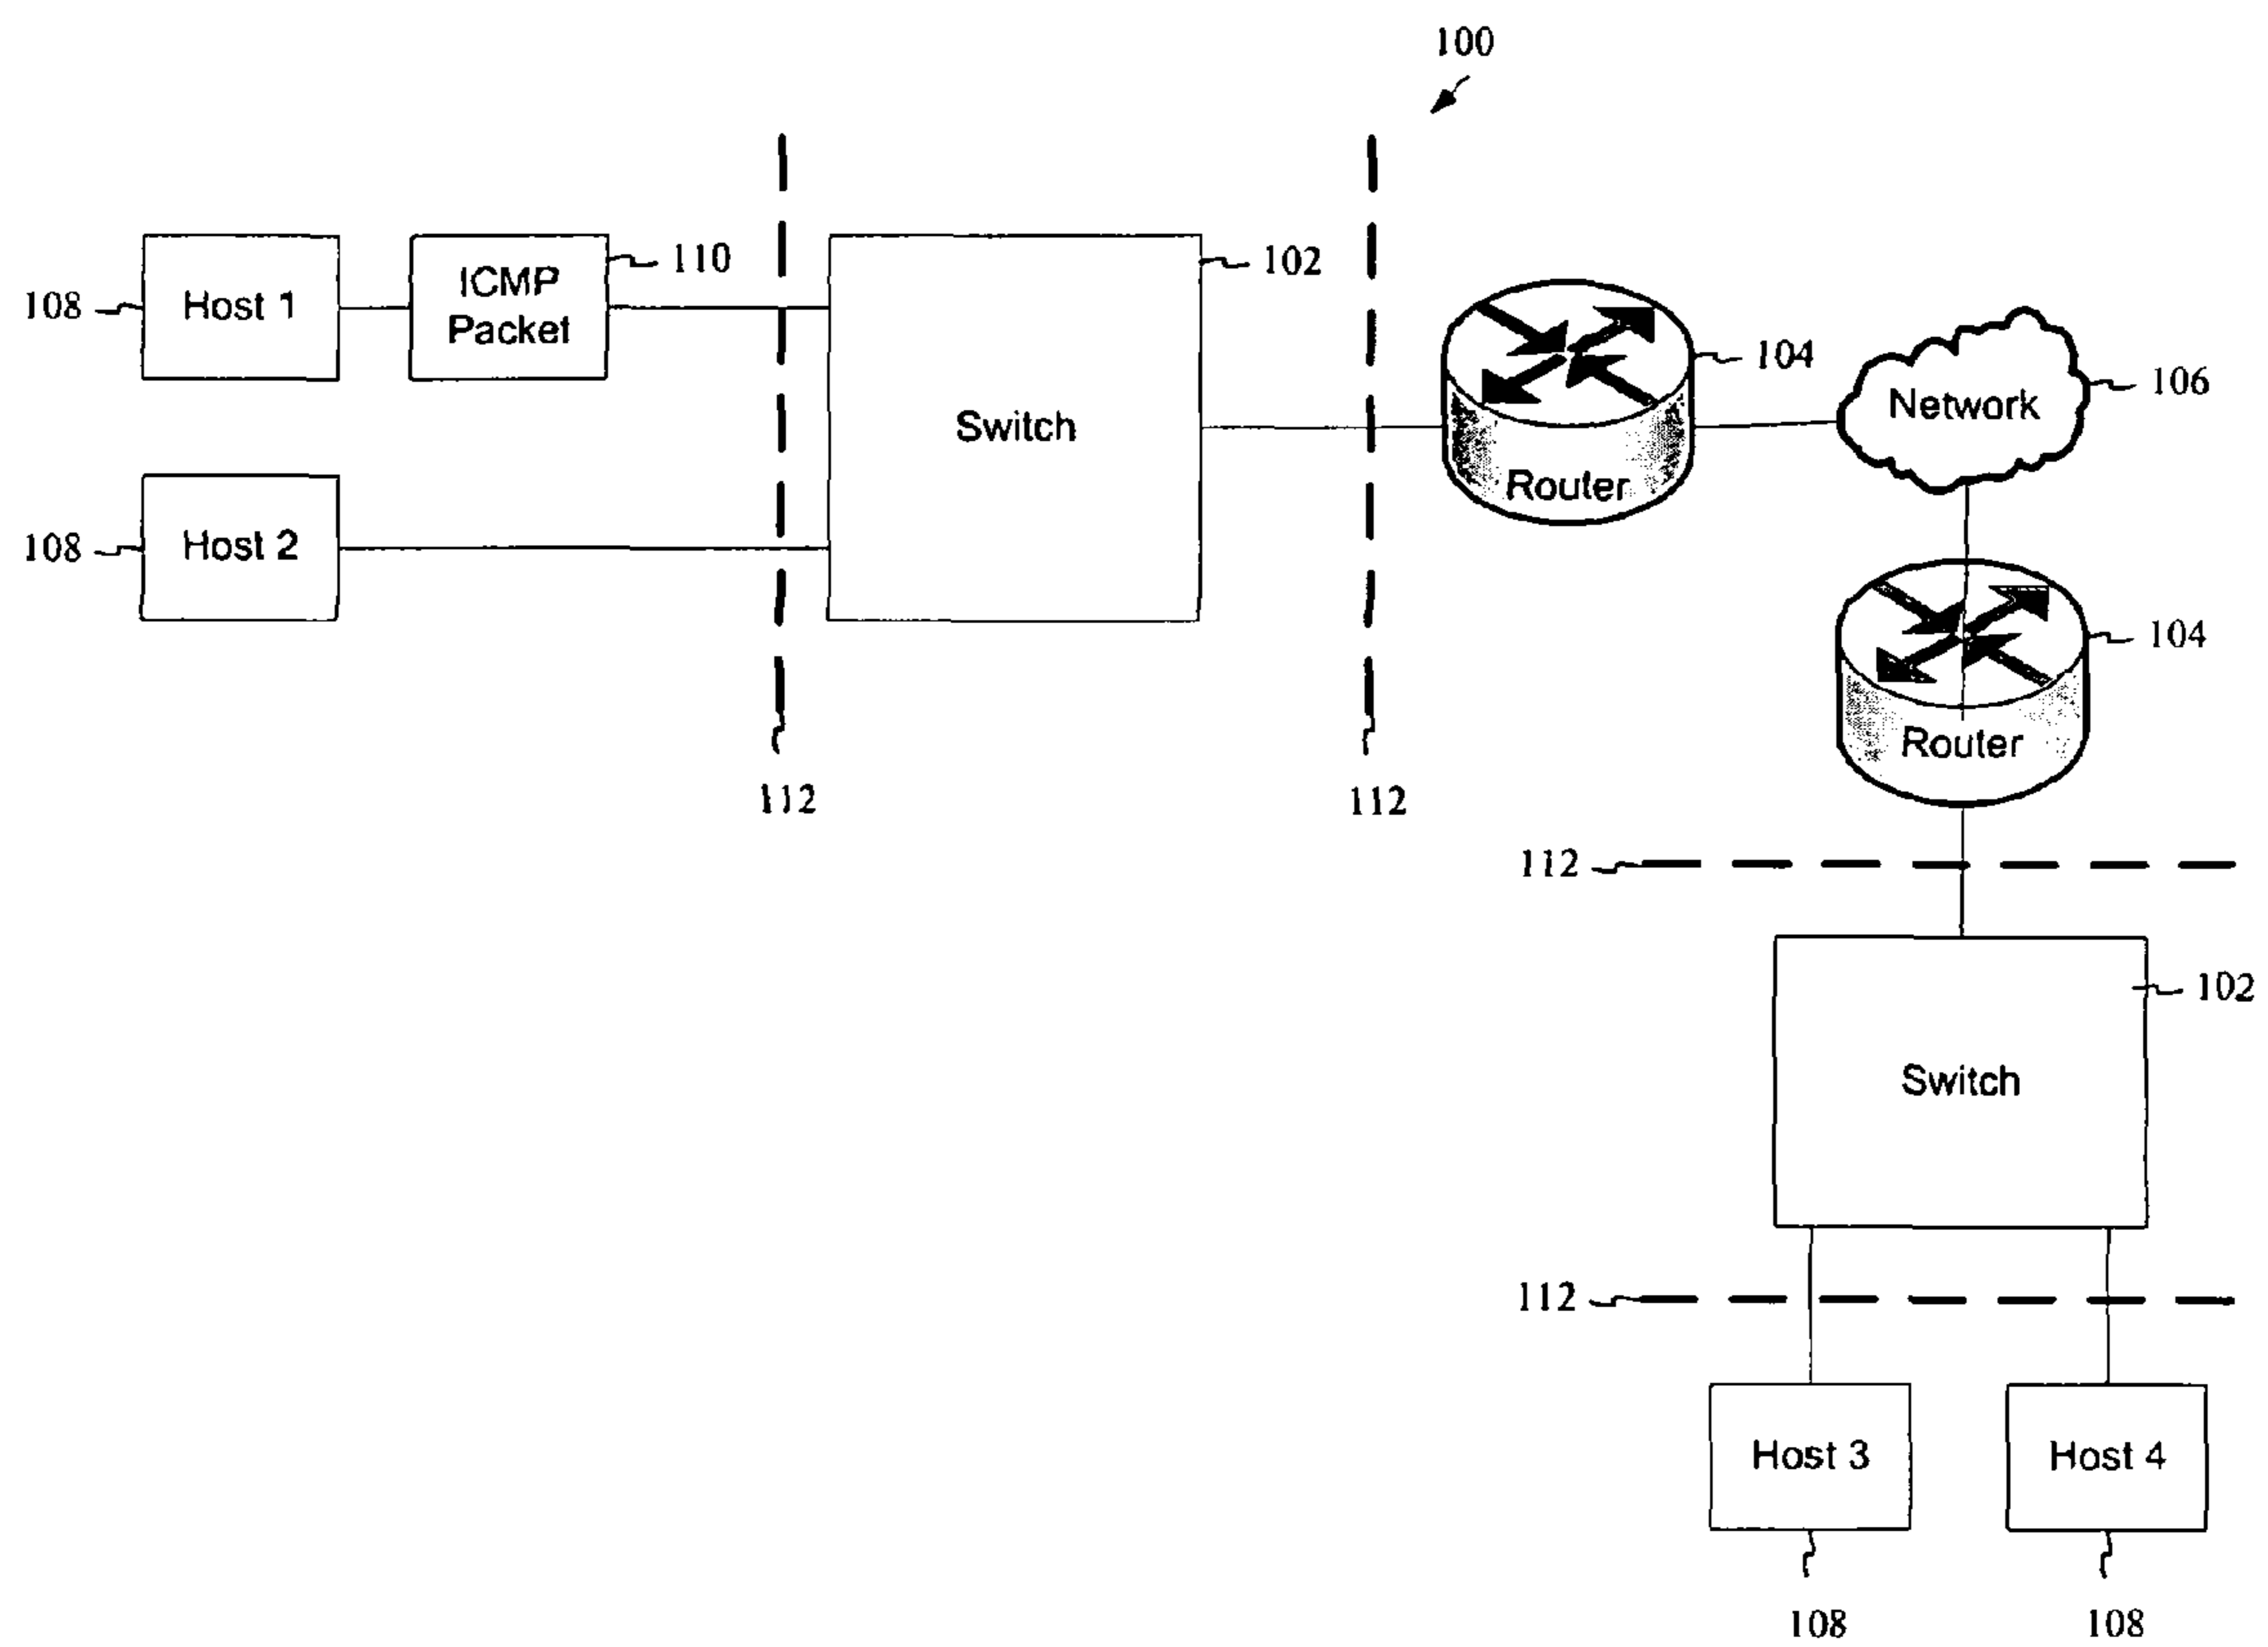 100
110
102
108
Host 1
ICMP
Packet
104
106
Network
Switch
Router
108
Host 2
104
Router
112
112
112
102
Switch
112
Host 3
Host 4
108
108